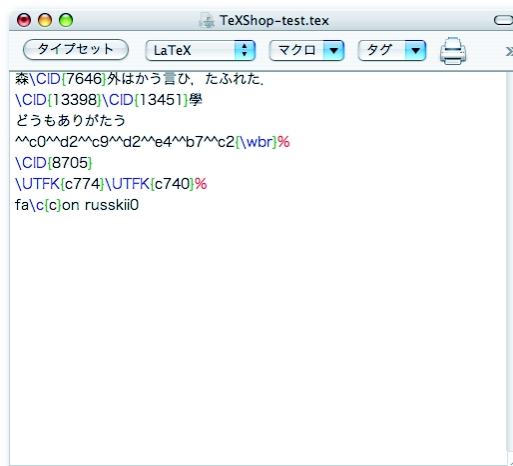 TeXShop-test.tex
タイプセット LaTeX マクロ タグ »
森\CID{7646}外はかう言ひ，たふれた．
\CID{13398}\CID{13451}學
どうもありがたう
^^c0^^d2^^c9^^d2^^e4^^b7^^c2{\wbr}%
\CID{8705}
\UTFK{c774}\UTFK{c740}%
fa\c{c}on russkii0